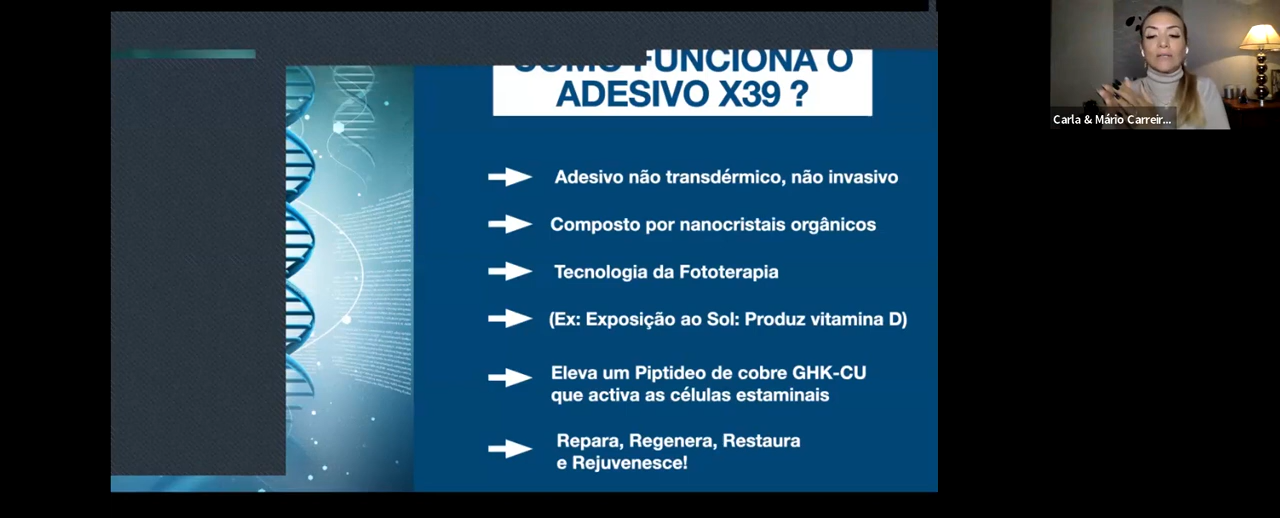 COMO FUNCIONA O
ADESIVO X39 ?
Adesivo não transdérmico, não invasivo
Composto por nanocristais orgânicos
Tecnologia da Fototerapia
(Ex: Exposição ao Sol: Produz vitamina D)
Eleva um Piptideo de cobre GHK-CU
que activa as células estaminais
Repara, Regenera, Restaura
e Rejuvenesce!
Carla & Mário Carreir...